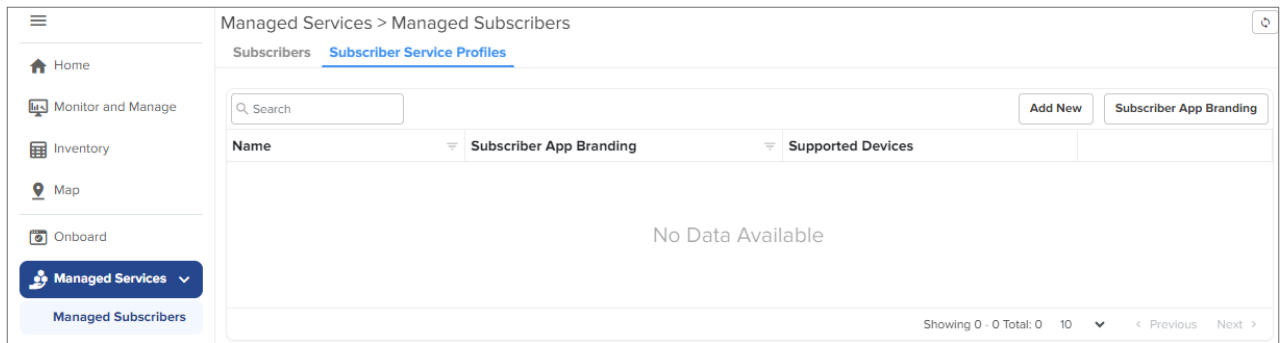 Managed Services > Managed Subscribers
Subscribers Subscriber Service Profiles
Home
Monitor and Manage
Inventory
Map
Onboard
Managed Services
Managed Subscribers
Search
Add New
Subscriber App Branding
Name Subscriber App Branding Supported Devices
No Data Available
Showing 0 - 0 Total: 0 10 < Previous Next >